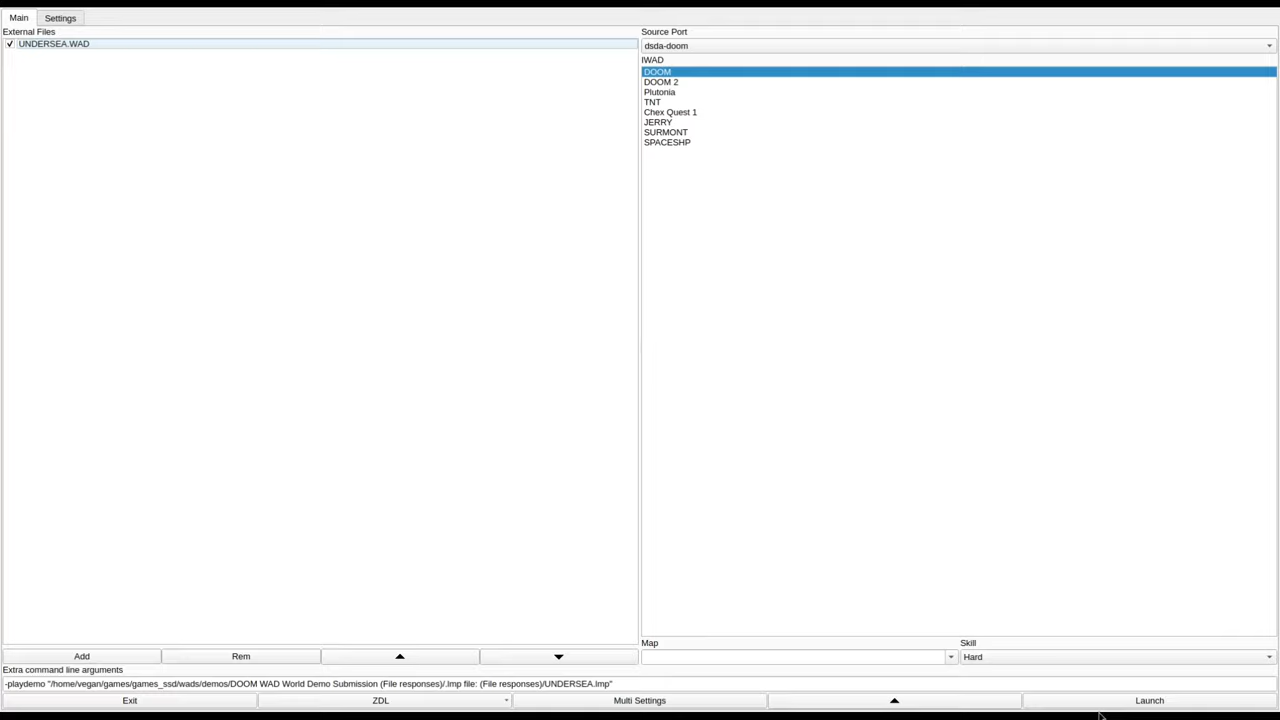 Main Settings
External Files
UNDERSEA.WAD
Source Port
dsda-doom
IWAD
DOOM
DOOM 2
Plutonia
TNT
Chex Quest 1
JERRY
SURMONT
SPACESHP
Map
Skill
Hard
Add Rem
Extra command line arguments
-playdemo "/home/vegan/games/games_ssd/wads/demos/DOOM WAD World Demo Submission (File responses)/.lmp file: (File responses)/UNDERSEA.lmp"
Exit ZDL Multi Settings Launch